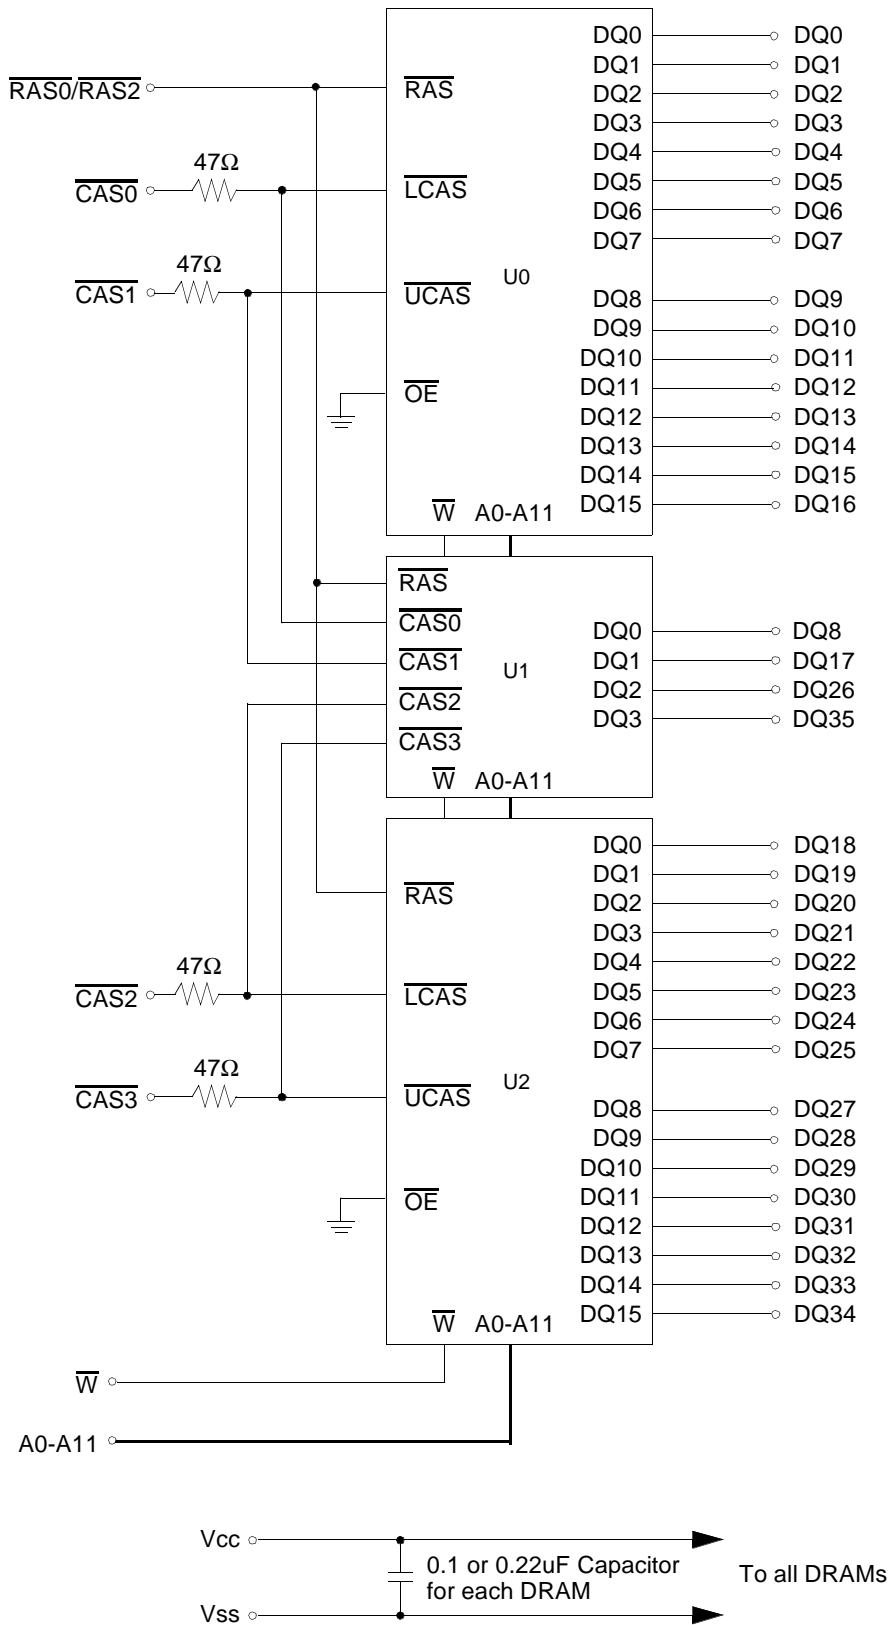 DQ0 DQ0
DQ1 DQ1
RAS0/RAS2 RAS DQ2 DQ2
DQ3 DQ3
47Ω DQ4 DQ4
CAS0 LCAS DQ5 DQ5
DQ6 DQ6
DQ7 DQ7
47Ω U0
CAS1 UCAS DQ8 DQ9
DQ9 DQ10
DQ10 DQ11
OE DQ11 DQ12
DQ12 DQ13
DQ13 DQ14
DQ14 DQ15
W A0-A11 DQ15 DQ16
RAS
CAS0 DQ0 DQ8
CAS1 U1 DQ1 DQ17
CAS2 DQ2 DQ26
CAS3 DQ3 DQ35
W A0-A11
DQ0 DQ18
DQ1 DQ19
RAS DQ2 DQ20
DQ3 DQ21
47Ω DQ4 DQ22
CAS2 LCAS DQ5 DQ23
DQ6 DQ24
DQ7 DQ25
47Ω U2
CAS3 UCAS DQ8 DQ27
DQ9 DQ28
DQ10 DQ29
OE DQ11 DQ30
DQ12 DQ31
DQ13 DQ32
DQ14 DQ33
W A0-A11 DQ15 DQ34
W
A0-A11
Vcc
0.1 or 0.22uF Capacitor To all DRAMs
for each DRAM
Vss